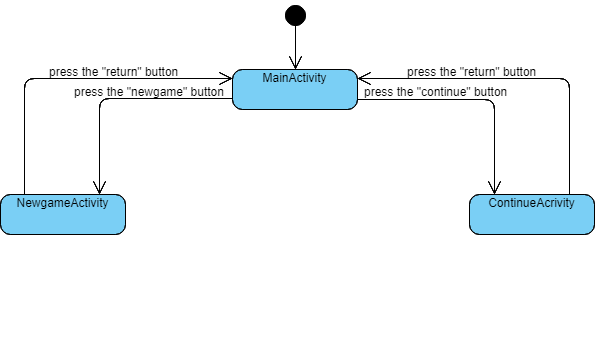 press the "return" button
MainActivity
press the "return" button
press the "newgame" button
press the "continue" button
NewgameActivity
ContinueAcrivity